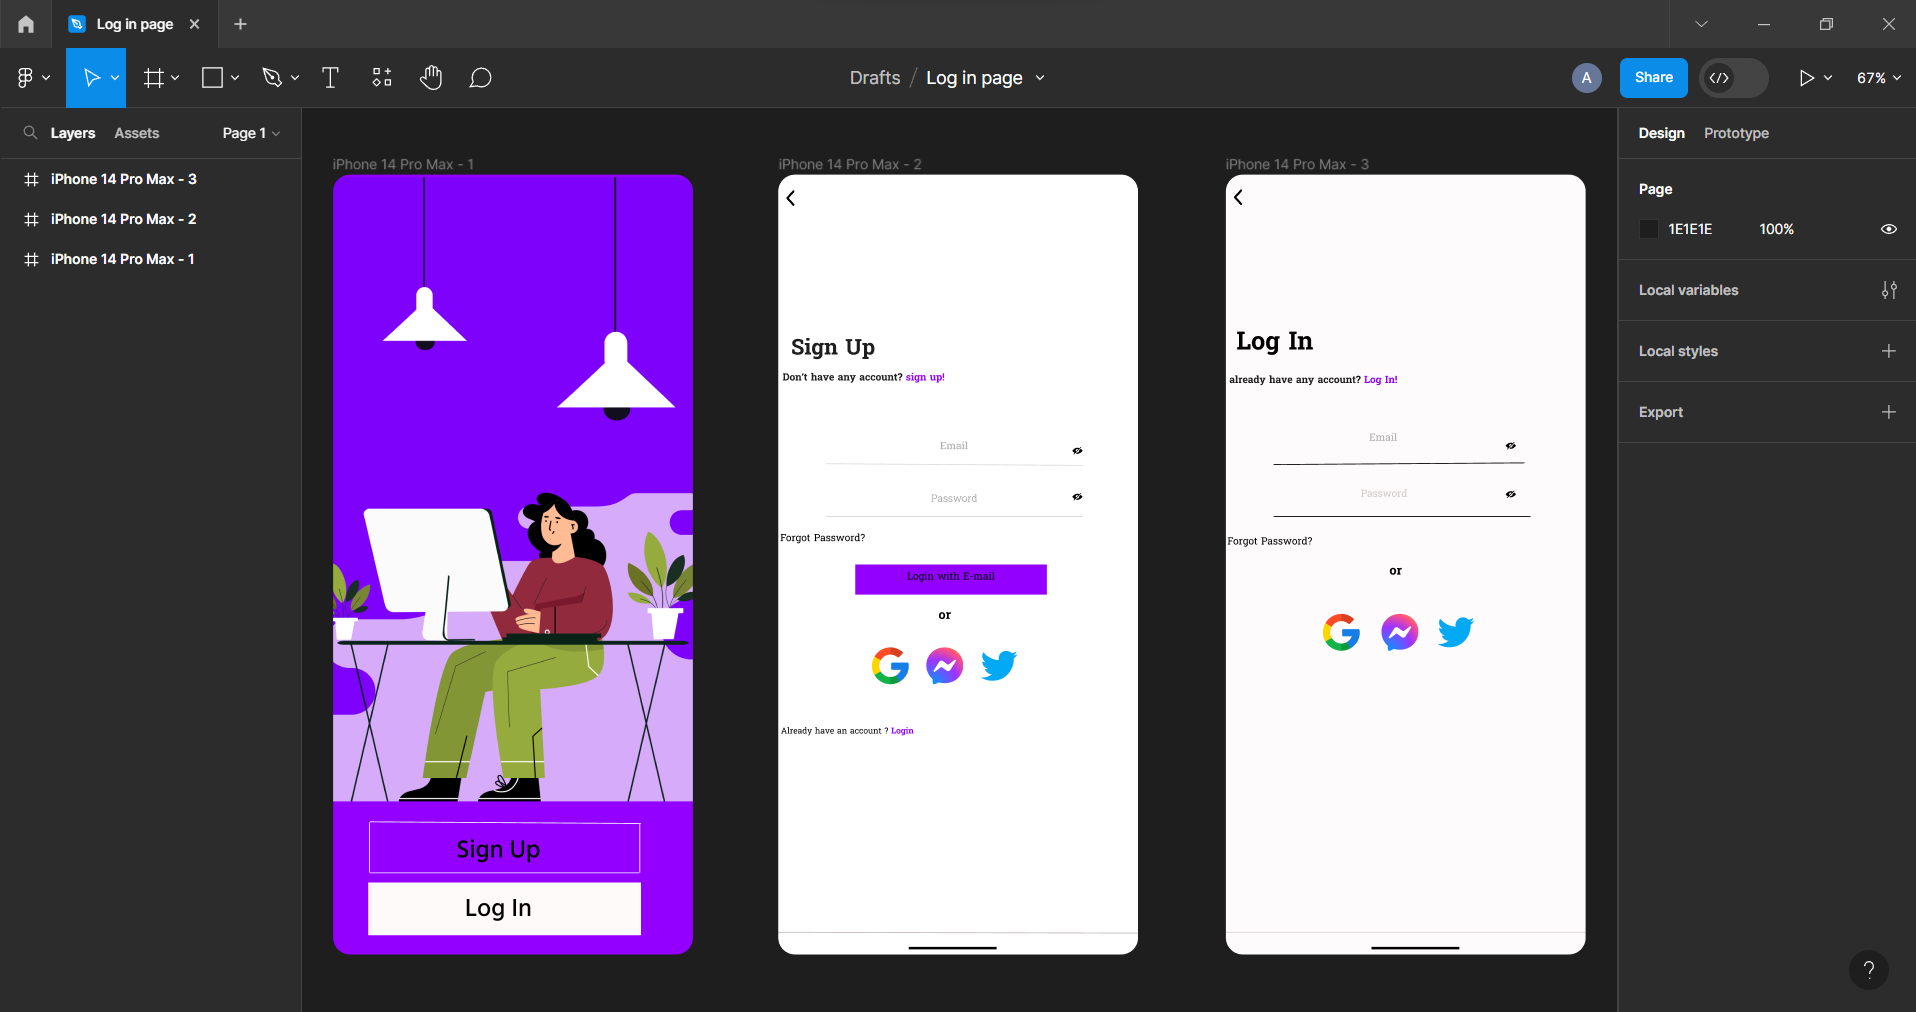 Log in page
Drafts / Log in page
A
Share
67%
Layers
Assets
Page 1
iPhone 14 Pro Max - 3
iPhone 14 Pro Max - 2
iPhone 14 Pro Max - 1
iPhone 14 Pro Max - 1
Sign Up
Log In
iPhone 14 Pro Max - 2
Sign Up
Don't have any account? sign up!
Email
Password
Forgot Password?
Login with E-mail
or
Already have an account ? Login
iPhone 14 Pro Max - 3
Log In
already have any account? Log In!
Email
Password
Forgot Password?
or
Design
Prototype
Page
1E1E1E
100%
Local variables
Local styles
Export
?